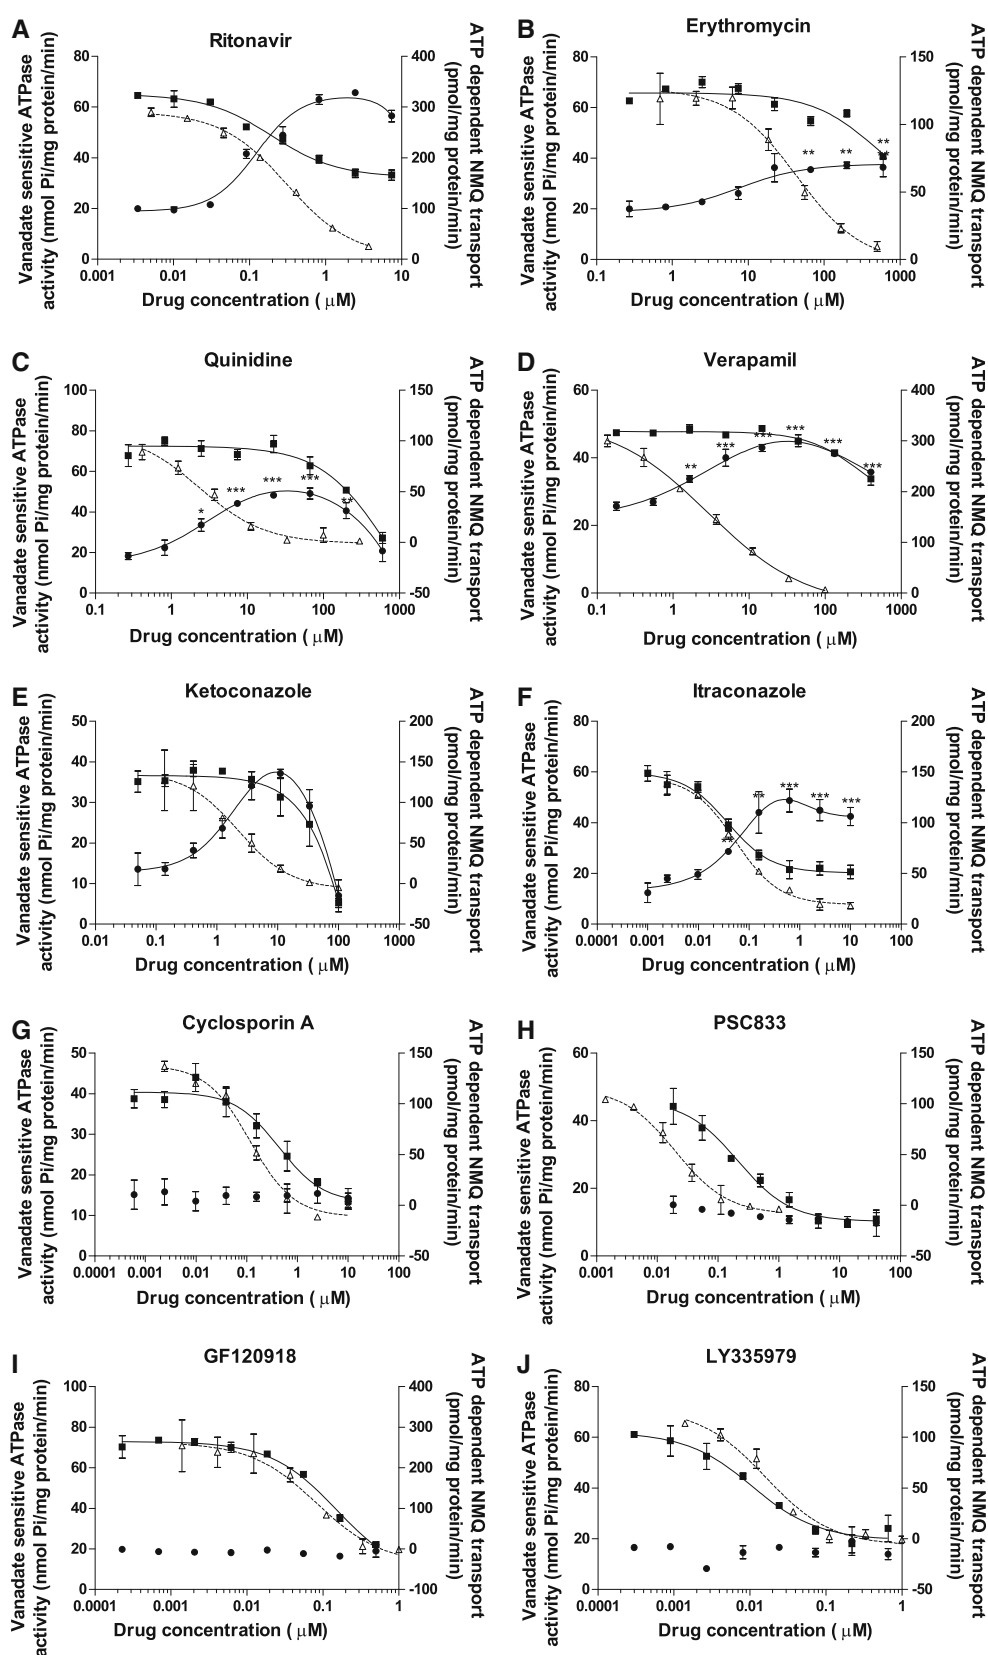 A
Ritonavir
Vanadate sensitive ATPase
activity (nmol Pi/mg protein/min)
80
60
40
20
0
400
300
200
100
0
ATP dependent NMQ transport
(pmol/mg protein/min)
0.001 0.01 0.1 1 10
Drug concentration ( μM)
B
Erythromycin
Vanadate sensitive ATPase
activity (nmol Pi/mg protein/min)
80
60
40
20
0
150
100
50
0
ATP dependent NMQ transport
(pmol/mg protein/min)
** ** ** **
0.1 1 10 100 1000
Drug concentration ( μM)
C
Quinidine
Vanadate sensitive ATPase
activity (nmol Pi/mg protein/min)
100
80
60
40
20
0
150
100
50
0
-50
ATP dependent NMQ transport
(pmol/mg protein/min)
* *** *** *** **
0.1 1 10 100 1000
Drug concentration ( μM)
D
Verapamil
Vanadate sensitive ATPase
activity (nmol Pi/mg protein/min)
60
40
20
0
400
300
200
100
0
ATP dependent NMQ transport
(pmol/mg protein/min)
** *** *** *** *** ***
0.1 1 10 100 1000
Drug concentration ( μM)
E
Ketoconazole
Vanadate sensitive ATPase
activity (nmol Pi/mg protein/min)
50
40
30
20
10
0
200
150
100
50
0
-50
ATP dependent NMQ transport
(pmol/mg protein/min)
0.01 0.1 1 10 100 1000
Drug concentration ( μM)
F
Itraconazole
Vanadate sensitive ATPase
activity (nmol Pi/mg protein/min)
80
60
40
20
0
200
150
100
50
0
ATP dependent NMQ transport
(pmol/mg protein/min)
** ** *** *** ***
0.0001 0.001 0.01 0.1 1 10 100
Drug concentration ( μM)
G
Cyclosporin A
Vanadate sensitive ATPase
activity (nmol Pi/mg protein/min)
50
40
30
20
10
0
150
100
50
0
-50
ATP dependent NMQ transport
(pmol/mg protein/min)
0.0001 0.001 0.01 0.1 1 10 100
Drug concentration ( μM)
H
PSC833
Vanadate sensitive ATPase
activity (nmol Pi/mg protein/min)
60
40
20
0
150
100
50
0
-50
ATP dependent NMQ transport
(pmol/mg protein/min)
0.001 0.01 0.1 1 10 100
Drug concentration ( μM)
I
GF120918
Vanadate sensitive ATPase
activity (nmol Pi/mg protein/min)
100
80
60
40
20
0
400
300
200
100
0
-100
ATP dependent NMQ transport
(pmol/mg protein/min)
0.0001 0.001 0.01 0.1 1
Drug concentration ( μM)
J
LY335979
Vanadate sensitive ATPase
activity (nmol Pi/mg protein/min)
80
60
40
20
0
150
100
50
0
-50
ATP dependent NMQ transport
(pmol/mg protein/min)
0.0001 0.001 0.01 0.1 1
Drug concentration ( μM)